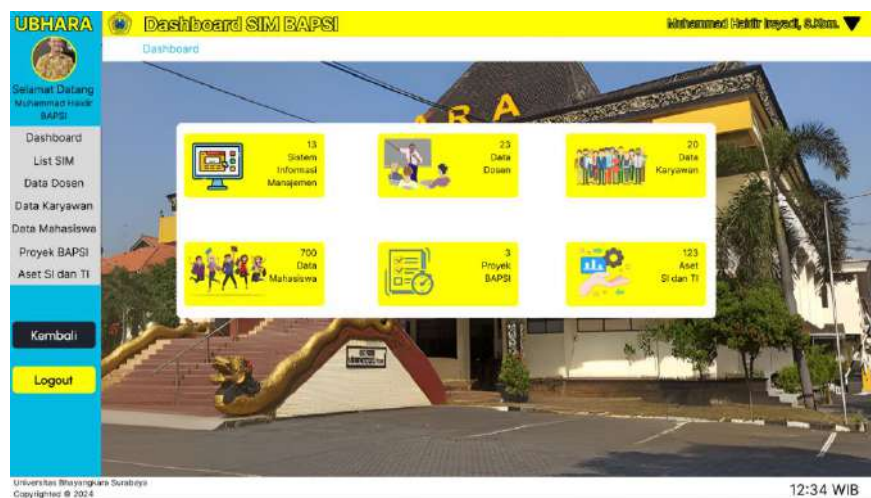 UBHARA
Dashboard SIM BAPSI
Muhammad Haidir Irsyadi, S.Kom.
Dashboard
Selamat Datang
Muhammad Haidir
BAPSI
Dashboard
List SIM
Data Dosen
Data Karyawan
Data Mahasiswa
Proyek BAPSI
Aset SI dan TI
Kembali
Logout
ARA
13
Sistem
Informasi
Manajemen
23
Data
Dosen
20
Data
Karyawan
700
Data
Mahasiswa
3
Proyek
BAPSI
123
Aset
SI dan TI
Universitas Bhayangkara Surabaya
Copyrighted © 2024
12:34 WIB